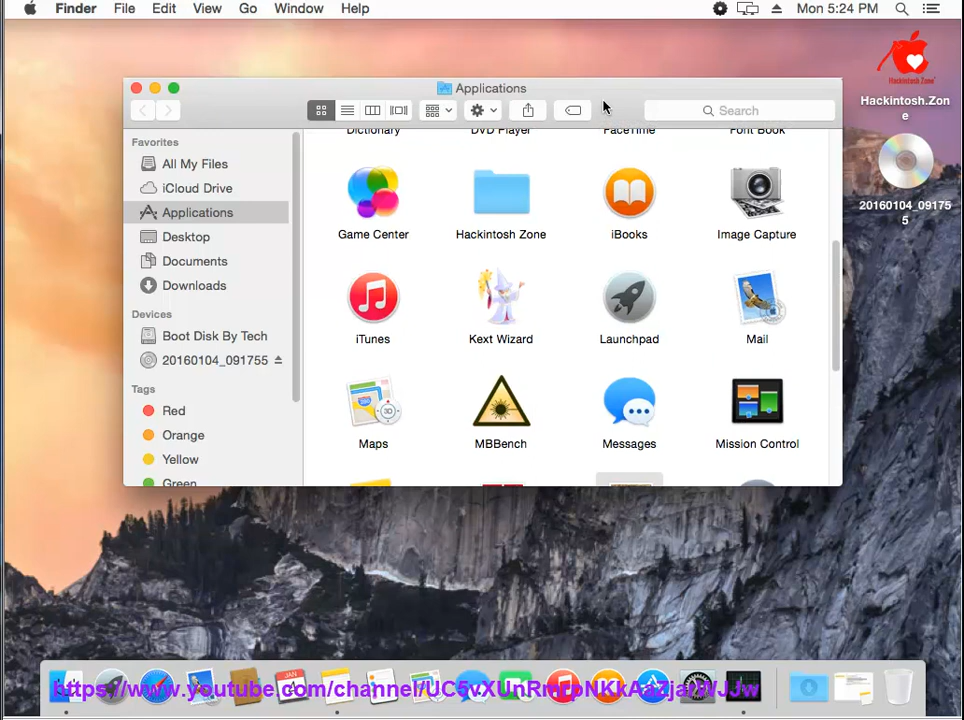 Finder File Edit View Go Window Help Mon 5:24 PM
Applications
Search
Hackintosh.Zon
e
20160104_09175
5
Favorites
All My Files
iCloud Drive
Applications
Desktop
Documents
Downloads
Devices
Boot Disk By Tech
20160104_091755
Tags
Red
Orange
Yellow
Green
Dictionary DVD Player FaceTime Font Book
Game Center Hackintosh Zone iBooks Image Capture
iTunes Kext Wizard Launchpad Mail
Maps MBBench Messages Mission Control
JAN